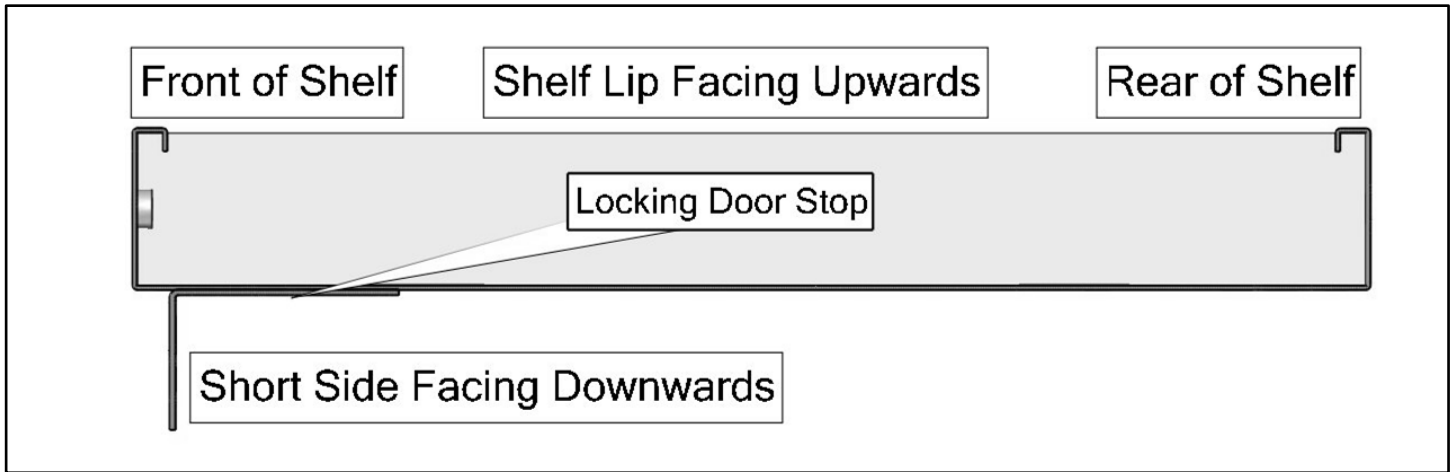 Front of Shelf
Shelf Lip Facing Upwards
Rear of Shelf
Locking Door Stop
Short Side Facing Downwards